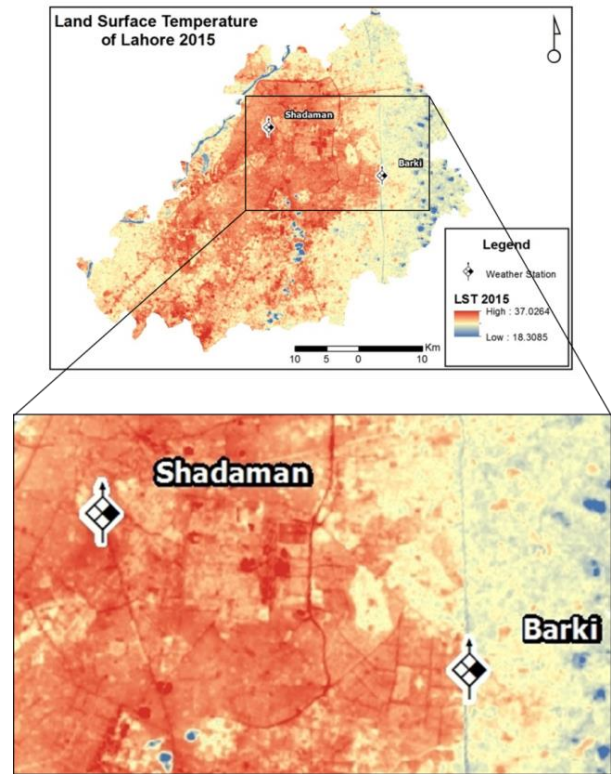 Land Surface Temperature
of Lahore 2015
Shadaman
Barki
Legend
Weather Station
LST 2015
High : 37.0264
Low : 18.3085
Km
10 5 0 10
Shadaman
Barki